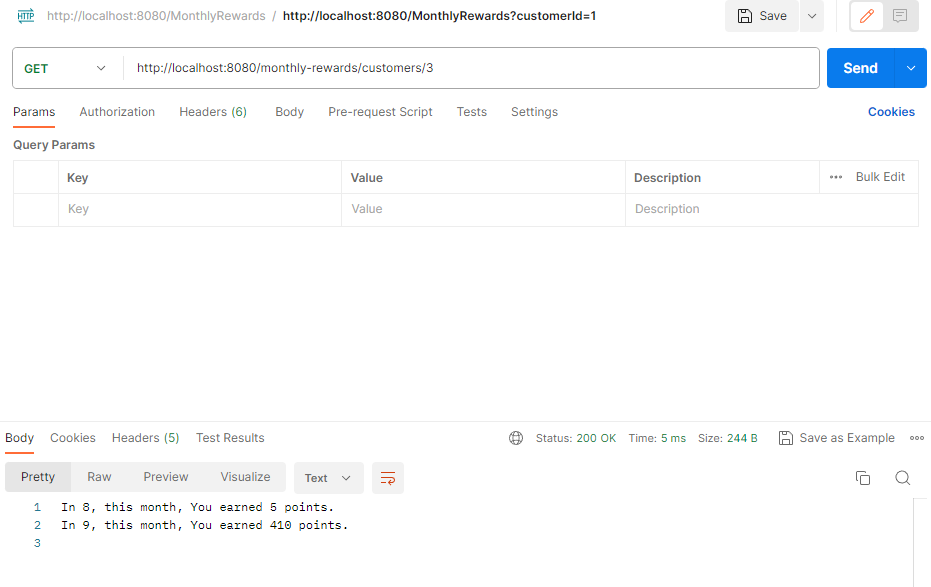 HTTP http://localhost:8080/MonthlyRewards / http://localhost:8080/MonthlyRewards?customerId=1 Save
GET http://localhost:8080/monthly-rewards/customers/3 Send
Params Authorization Headers (6) Body Pre-request Script Tests Settings Cookies
Query Params
Key Value Description ••• Bulk Edit
Key Value Description
Body Cookies Headers (5) Test Results Status: 200 OK Time: 5 ms Size: 244 B Save as Example
Pretty Raw Preview Visualize Text
1 In 8, this month, You earned 5 points.
2 In 9, this month, You earned 410 points.
3